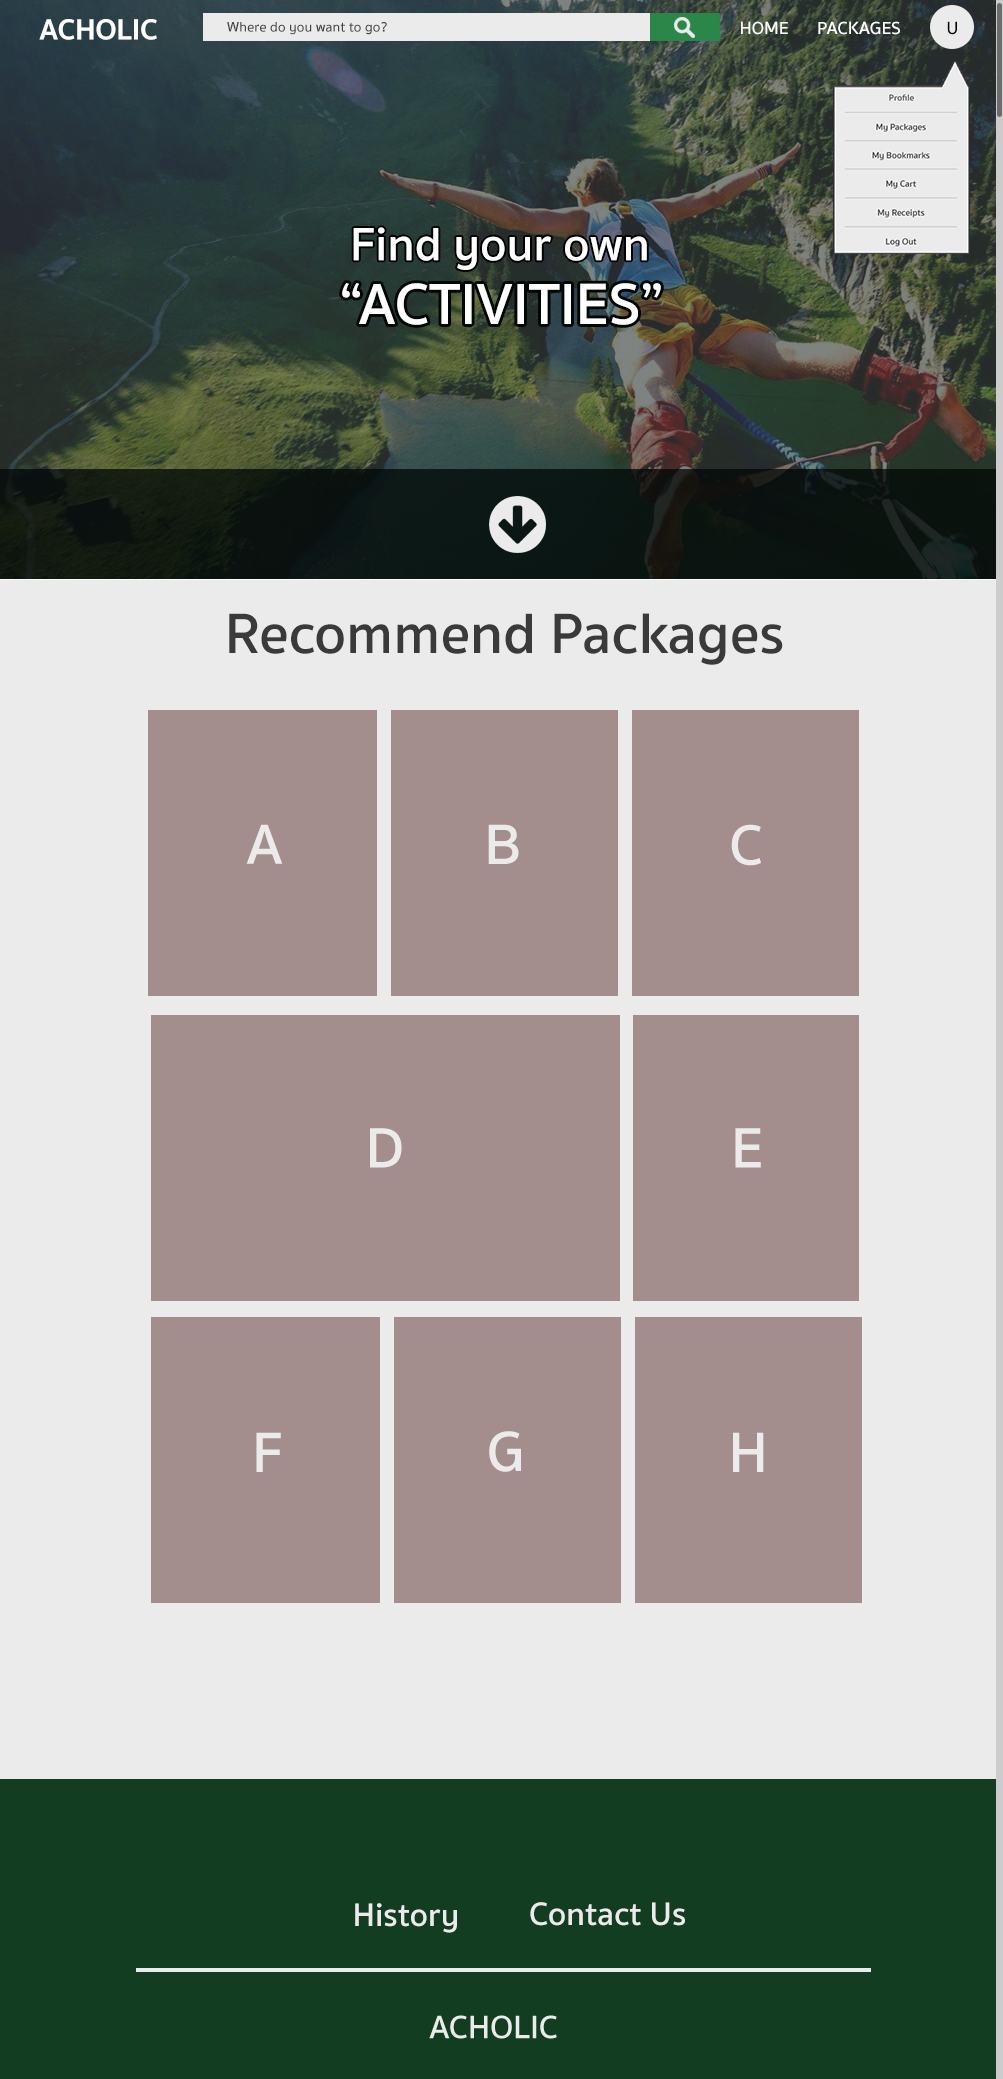 ACHOLIC
Where do you want to go?
HOME
PACKAGES
U
Profile
My Packages
My Bookmarks
My Cart
My Receipts
Log Out
Find your own
“ACTIVITIES”
Recommend Packages
A
B
C
D
E
F
G
H
History
Contact Us
ACHOLIC